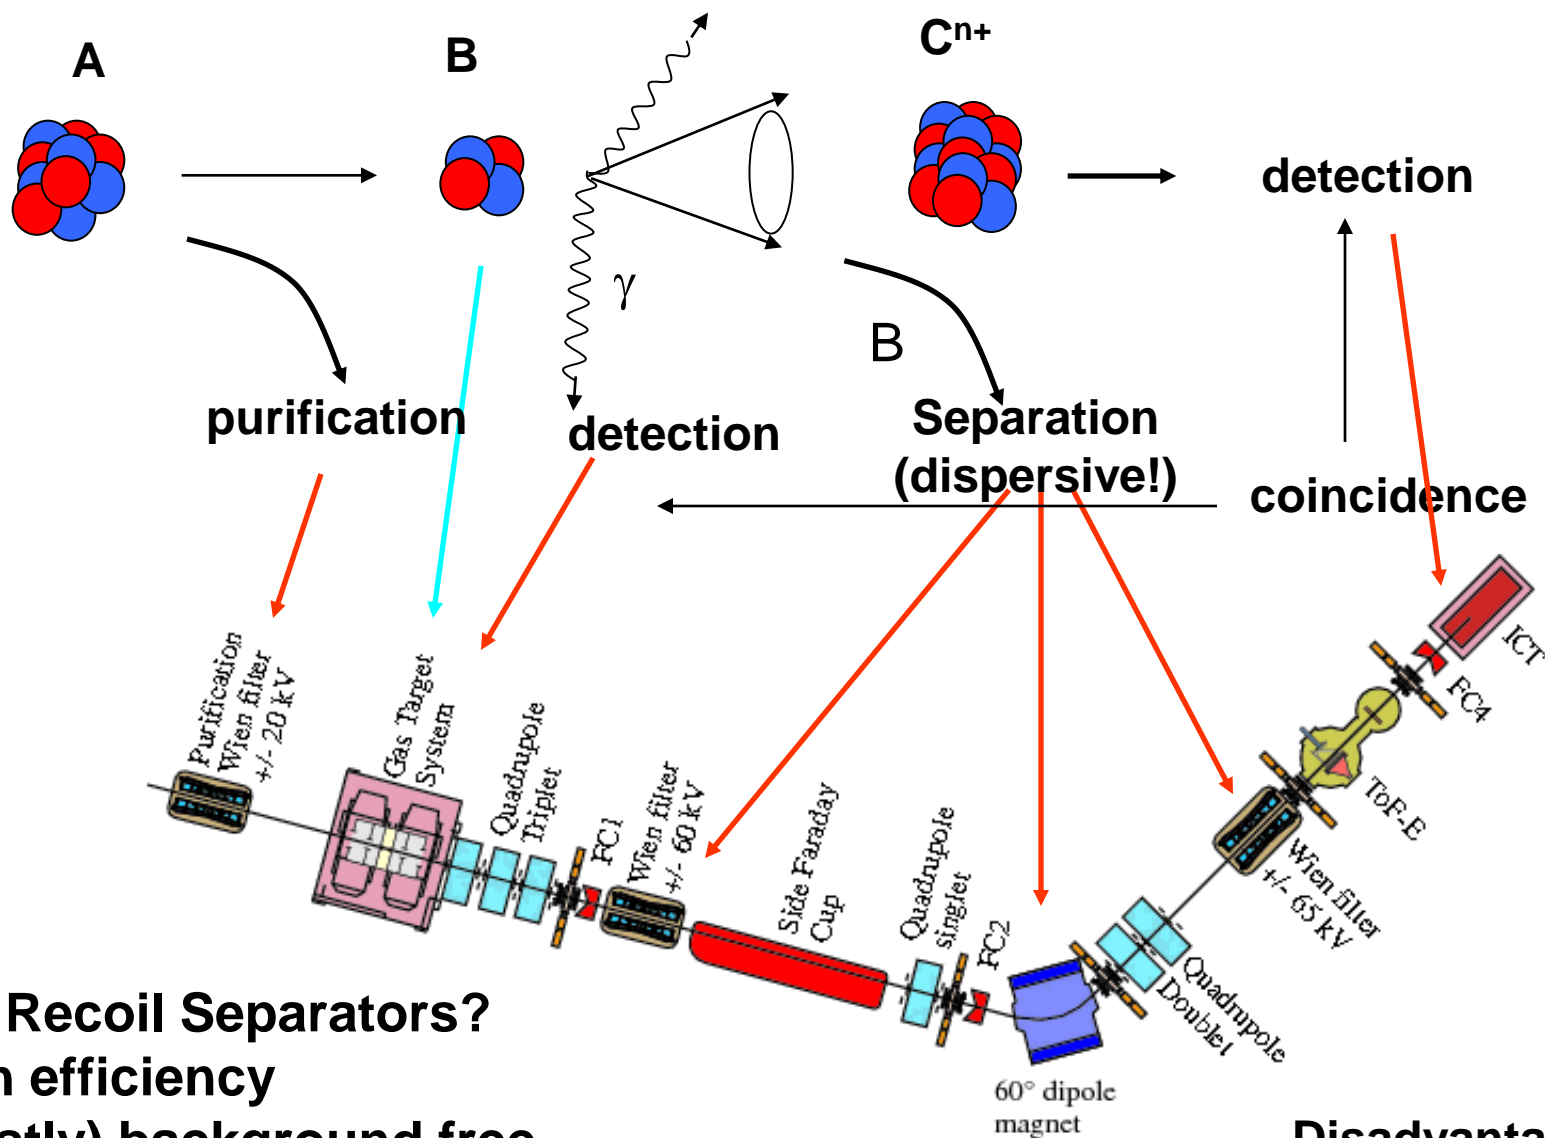 A
B
Cⁿ⁺
detection
γ
B
purification
detection
Separation
(dispersive!)
coincidence
Purification
Wien filter
+/- 20 kV
Gas Target
System
Quadrupole
Triplet
FC1
Wien filter
+/- 60 kV
Side Faraday
Cup
Quadrupole
singlet
FC2
60° dipole
magnet
Quadrupole
Doublet
Wien filter
+/- 65 kV
ToF-E
FC4
ICT
Recoil Separators?
efficiency
background free